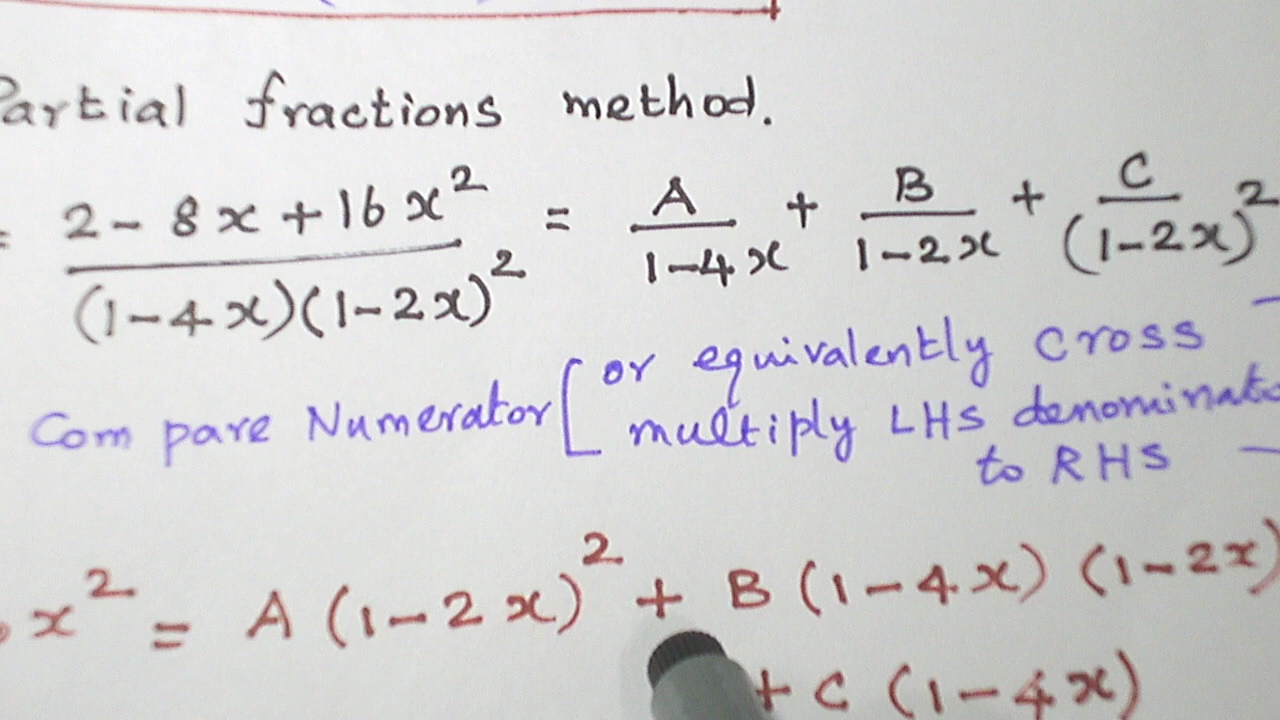 Partial fractions method.
= 2 - 8x + 16x² / (1-4x)(1-2x)² = A / 1-4x + B / 1-2x + C / (1-2x)²
Compare Numerator [ or equivalently cross
multiply LHS
to RHS
x² = A (1-2x)² + B (1-4x) (1-2x)
+ C (1-4x)